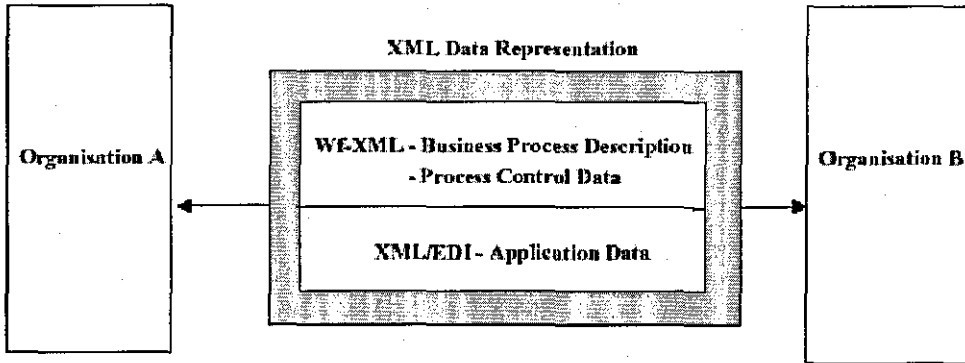 XML Data Representation
Organisation A
Wf-XML - Business Process Description
- Process Control Data
XML/EDI - Application Data
Organisation B